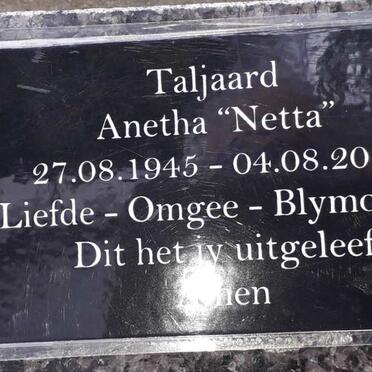 Taljaard
Anetha “Netta”
27.08.1945 – 04.08.20
Liefde – Omgee – Blymo
Dit het jy uitgeleef